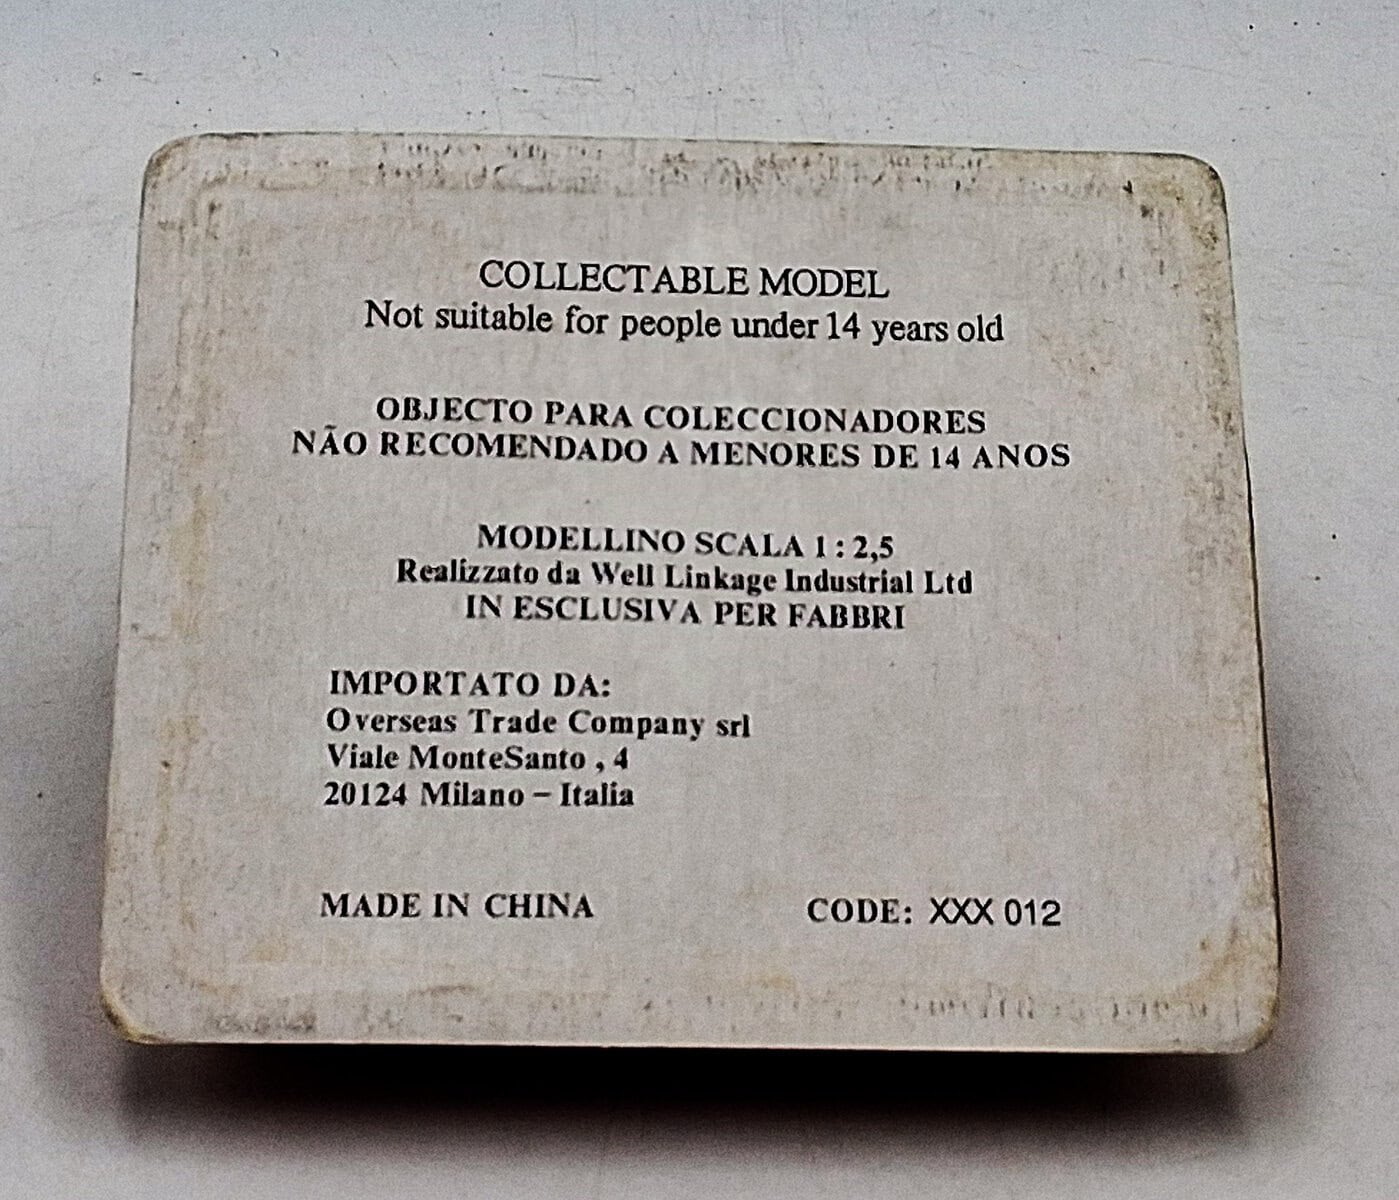 COLLECTABLE MODEL
Not suitable for people under 14 years old
OBJECTO PARA COLECCIONADORES
NÃO RECOMENDADO A MENORES DE 14 ANOS
MODELLINO SCALA 1 : 2,5
Realizzato da Well Linkage Industrial Ltd
IN ESCLUSIVA PER FABBRI
IMPORTATO DA:
Overseas Trade Company srl
Viale MonteSanto , 4
20124 Milano – Italia
MADE IN CHINA CODE: XXX 012